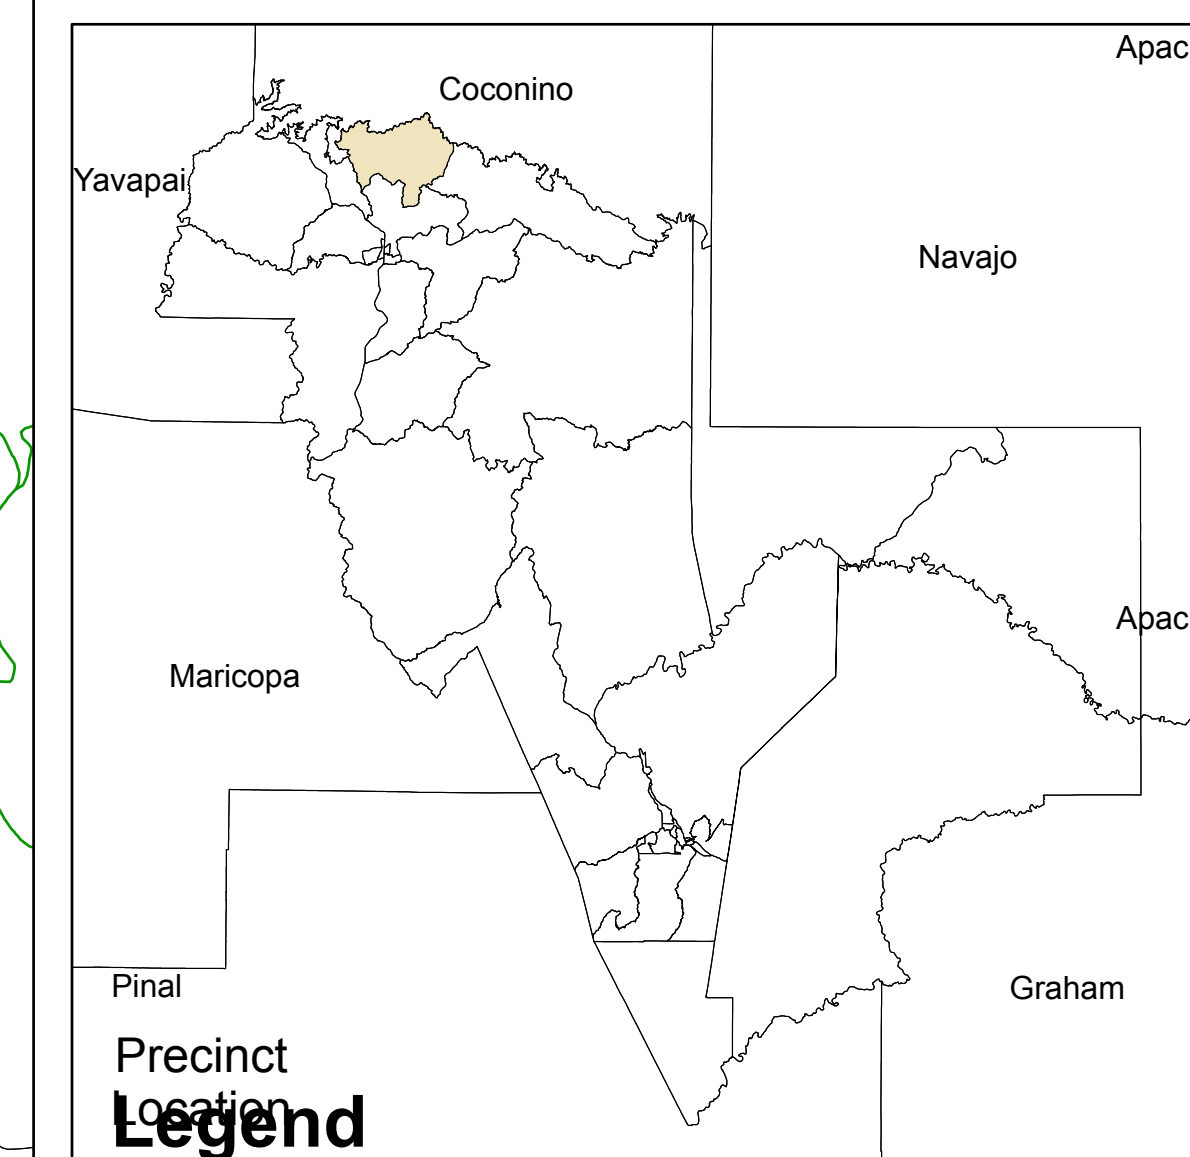 Apac
Coconino
Yavapai
Navajo
Apac
Maricopa
Pinal
Graham
Precinct
Location
Legend